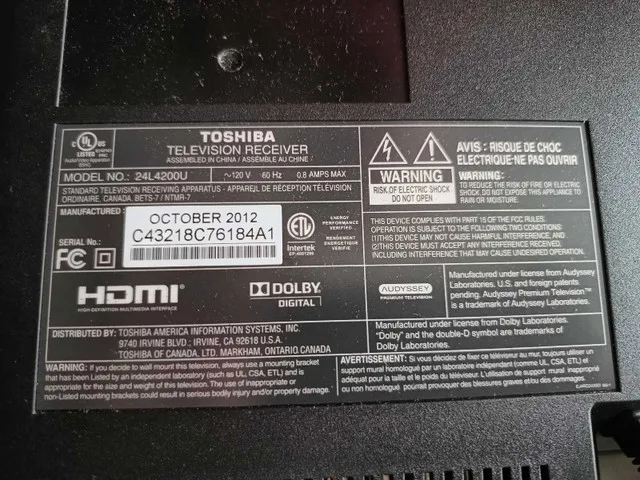 UL
US
LISTED
TOSHIBA
TELEVISION RECEIVER
ASSEMBLED IN CHINA / ASSEMBLÉ AU CHINE
MODEL NO.: 24L4200U ~120 V 60 Hz 0.8 AMPS MAX
STANDARD TELEVISION RECEIVING APPARATUS - APPAREIL DE RÉCEPTION TÉLÉVISION
ORDINAIRE, CANADA. BETS-7 / NTMR-7
MANUFACTURED :
OCTOBER 2012
SERIAL No.:
C43218C76184A1
FC
ETL
Intertek
ENERGY
PERFORMANCE
VERIFIED
RENDEMENT
ENERGETIQUE
VERIFIE
HDMI
HIGH-DEFINITION MULTIMEDIA INTERFACE
DOLBY
DIGITAL
DISTRIBUTED BY: TOSHIBA AMERICA INFORMATION SYSTEMS, INC.
9740 IRVINE BLVD.; IRVINE, CA 92618 U.S.A.
TOSHIBA OF CANADA, LTD. MARKHAM, ONTARIO CANADA
WARNING: If you decide to wall mount this television, always use a mounting bracket
that has been Listed by an independent laboratory (such as UL, CSA, ETL) and is
appropriate for the size and weight of this television. The use of inappropriate or
non-Listed mounting brackets could result in serious bodily injury and/or property damage.
WARNING
RISK OF ELECTRIC SHOCK
DO NOT OPEN
AVIS : RISQUE DE CHOC
ELECTRIQUE-NE PAS OUVRIR
WARNING:
TO REDUCE THE RISK OF FIRE OR ELECTRIC
SHOCK, DO NOT EXPOSE THIS APPLIANCE TO
RAIN OR MOISTURE.
THIS DEVICE COMPLIES WITH PART 15 OF THE FCC RULES.
OPERATION IS SUBJECT TO THE FOLLOWING TWO CONDITIONS:
(1)THIS DEVICE MAY NOT CAUSE HARMFUL INTERFERENCE, AND
(2)THIS DEVICE MUST ACCEPT ANY INTERFERENCE RECEIVED,
INCLUDING INTERFERENCE THAT MAY CAUSE UNDESIRED OPERATION.
AUDYSSEY
PREMIUM TELEVISION
Manufactured under license from Audyssey
Laboratories. U.S. and foreign patents
pending. Audyssey Premium Television™
is a trademark of Audyssey Laboratories.
Manufactured under license from Dolby Laboratories.
"Dolby" and the double-D symbol are trademarks of
Dolby Laboratories.
AVERTISSEMENT: Si vous décidez de fixer ce téléviseur au mur, toujours utiliser un
support mural homologué par un laboratoire indépendant (comme UL, CSA, ETL) et
adéquat pour la taille et le poids du téléviseur. Utiliser un support mural inapproprié
ou non homologué pourrait provoquer des blessures graves et/ou des dommages.